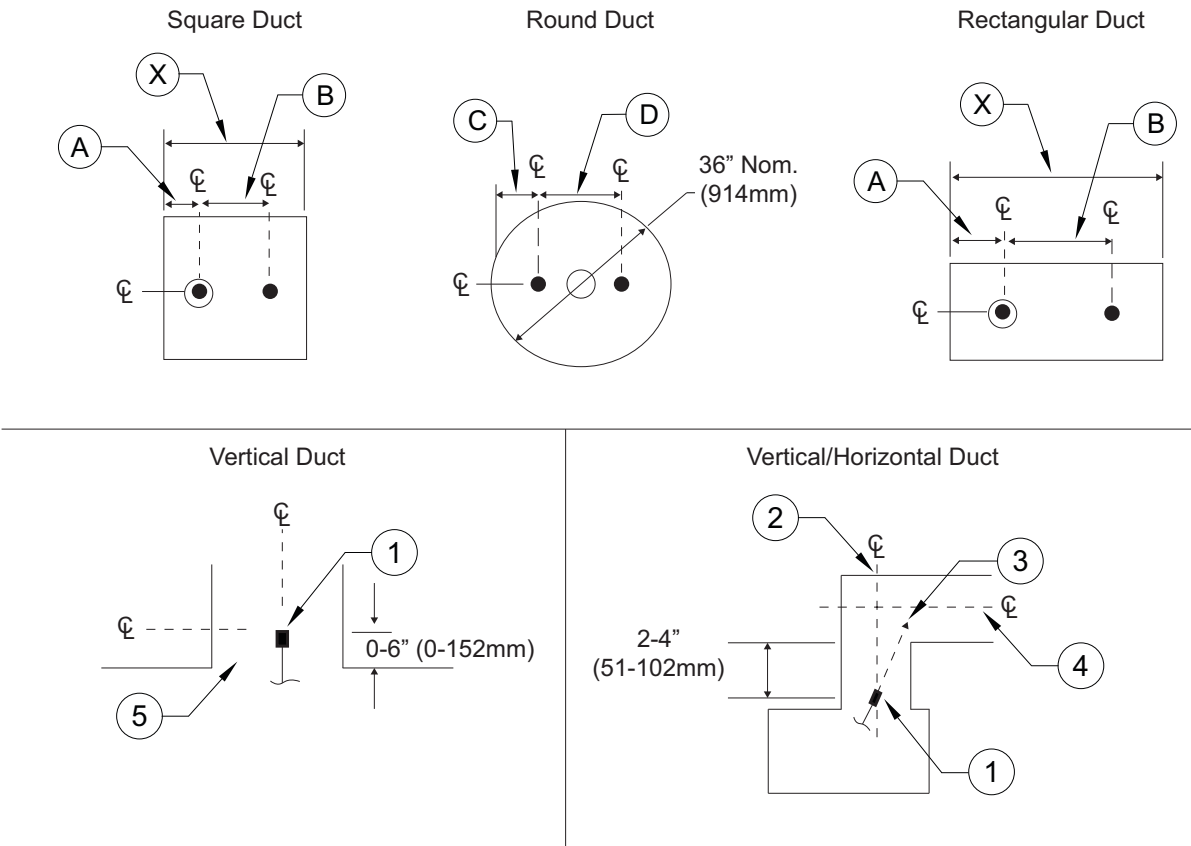 Square Duct
Round Duct
Rectangular Duct
X
B
A
℄
℄
℄
C
D
℄
℄
36” Nom.
(914mm)
℄
X
B
A
℄
℄
℄
Vertical Duct
℄
1
℄
0-6” (0-152mm)
5
Vertical/Horizontal Duct
2
℄
3
℄
2-4”
(51-102mm)
4
1